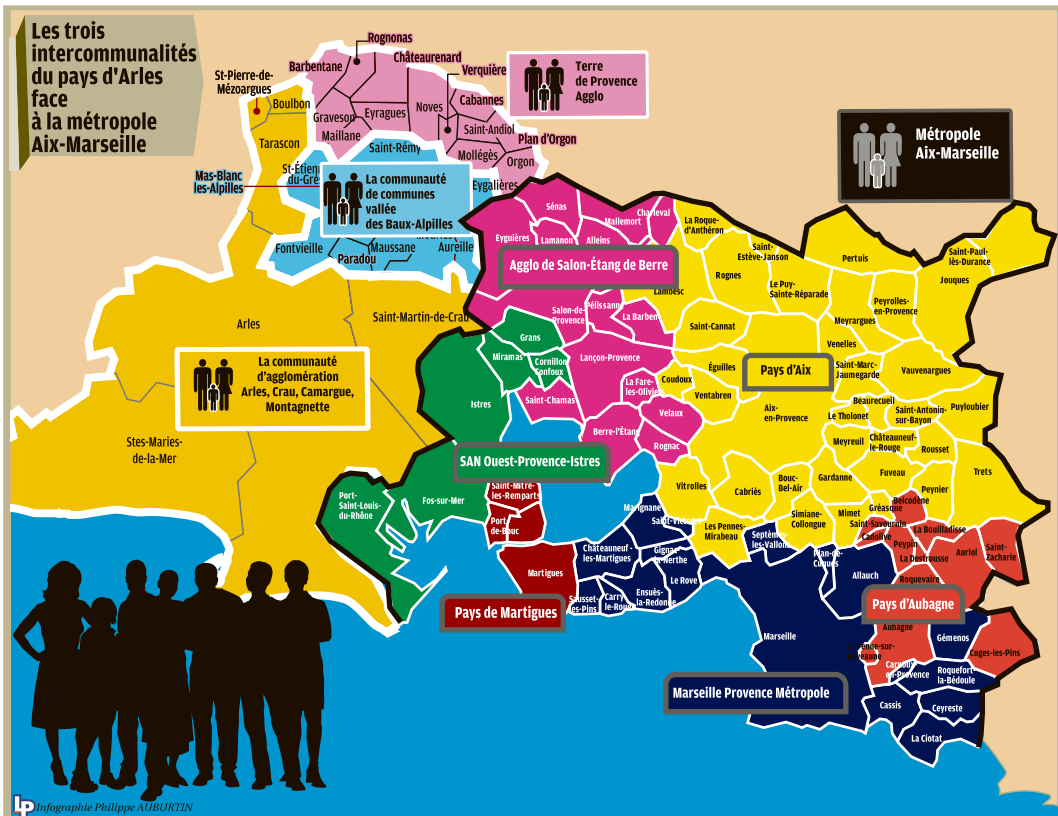 Les trois
intercommunalités
du pays d'Arles
face
à la métropole
Aix-Marseille
St-Pierre-de-
Mézoargues
Boulbon
Tarascon
Barbentane
Rognonas
Châteaurenard
Verquière
Graveson
Eyragues
Noves
Cabannes
Maillane
Saint-Andiol
Plan d'Orgon
Mollégès
Orgon
Eygalières
Saint-Rémy
Terre
de Provence
Agglo
Métropole
Aix-Marseille
Mas-Blanc
les-Alpilles
St-Étien
du-Gré
La communauté
de communes
vallée
des Baux-Alpilles
Fontvieille
Paradou
Maussane
Aureille
Arles
Saint-Martin-de-Crau
La communauté
d'agglomération
Arles, Crau, Camargue,
Montagnette
Stes-Maries-
de-la-Mer
Sénas
Mallemort
Charleval
Eyguières
Lamanon
Alleins
Agglo de Salon-Étang de Berre
Salon-de-
Provence
Pélissanne
La Barben
Lançon-Provence
La Fare-
les-Olivie
Saint-Chamas
Velaux
Berre-l'Étang
Rognac
Grans
Miramas
Cornillon
Confoux
Istres
SAN Ouest-Provence-Istres
Fos-sur-Mer
Port-
Saint-Louis-
du-Rhône
Saint-Mitre-
les-Remparts
Port
de-Bouc
Martigues
Pays de Martigues
La Roque-
d'Anthéron
Saint-
Estève-Janson
Rognes
Le Puy-
Sainte-Réparade
Lambesc
Pertuis
Saint-Paul-
lès-Durance
Jouques
Peyrolles-
en-Provence
Meyrargues
Venelles
Saint-Cannat
Pays d'Aix
Éguilles
Coudoux
Ventabren
Saint-Marc-
Jaumegarde
Vauvenargues
Aix-
en-Provence
Beaurecueil
Le Tholonet
Saint-Antonin-
sur-Bayon
Puyloubier
Meyreuil
Châteauneuf-
le-Rouge
Rousset
Vitrolles
Cabriès
Bouc-
Bel-Air
Gardanne
Fuveau
Peynier
Trets
Les Pennes-
Mirabeau
Simiane-
Collongue
Mimet
Gréasque
Belcodène
Saint-Savournin
Cadolive
La Bouilladisse
Peypin
La Destrousse
Auriol
Saint-
Zacharie
Roquevaire
Pays d'Aubagne
Aubagne
Cuges-les-Pins
Marignane
Septèmes-
les-Vallons
Châteauneuf-
les-Martigues
Gignac-
la-Nerthe
Le Rove
Sausset-
les-Pins
Carry-
le-Rouet
Ensuès-
la-Redonne
Plan-de-
Cuques
Allauch
Marseille
Marseille Provence Métropole
Gémenos
Carnoux-
en-Provence
Roquefort-
la-Bédoule
Cassis
Ceyreste
La Ciotat
LP Infographie Philippe AUBURTIN